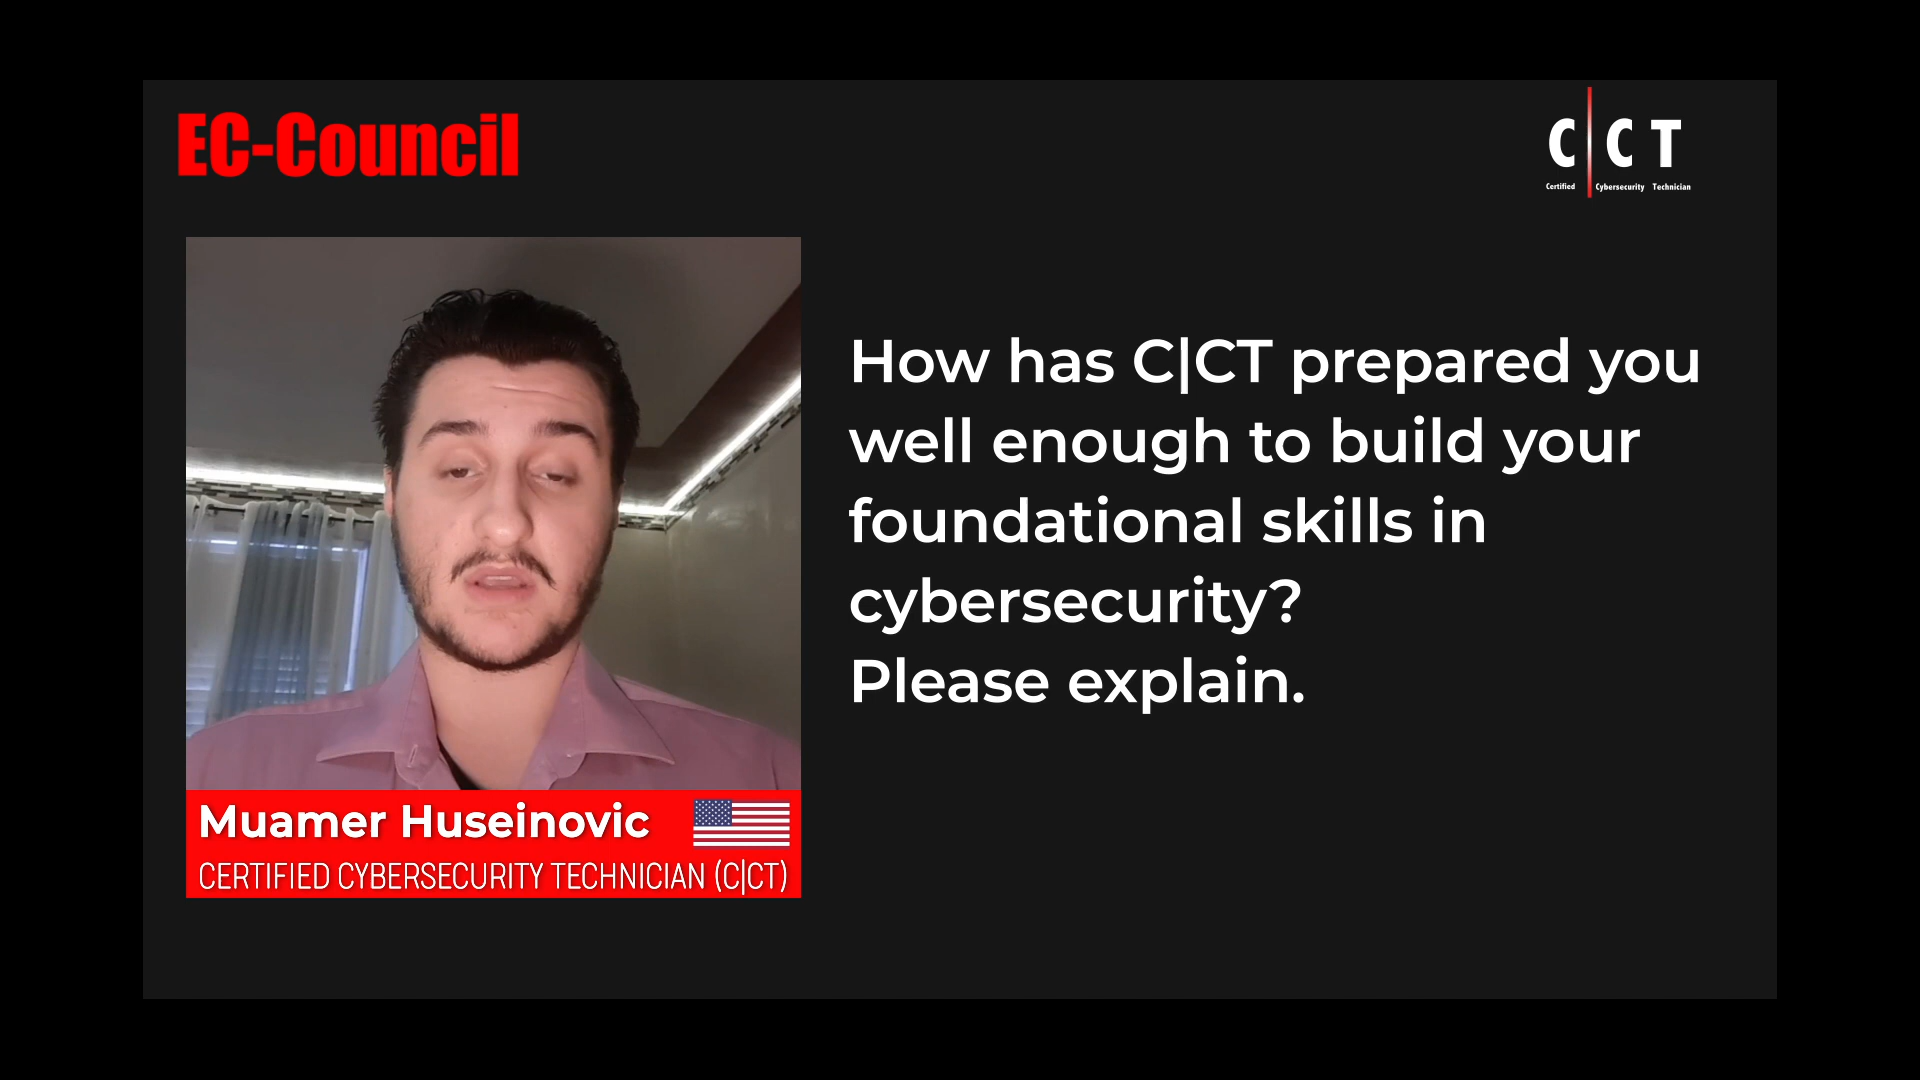 EC-Council
C|CT
Certified Cybersecurity Technician
How has C|CT prepared you
well enough to build your
foundational skills in
cybersecurity?
Please explain.
Muamer Huseinovic
CERTIFIED CYBERSECURITY TECHNICIAN (C|CT)